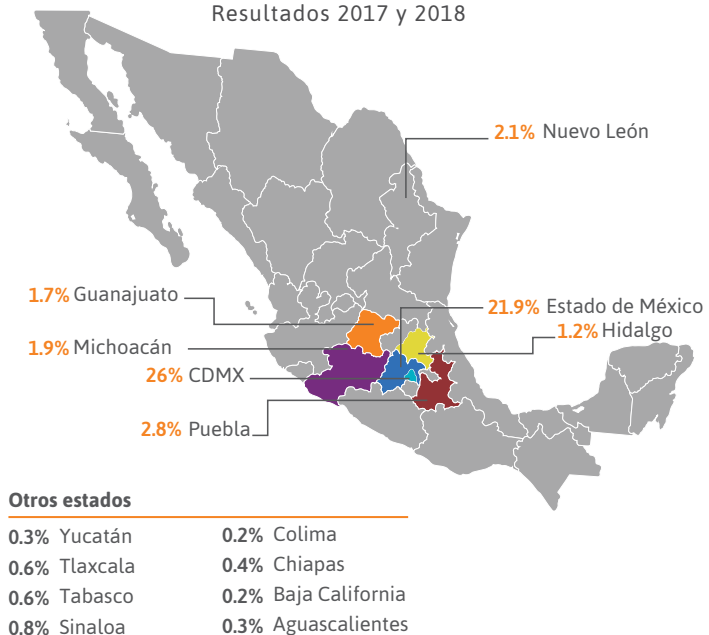 Resultados 2017 y 2018
2.1% Nuevo León
1.7% Guanajuato
21.9% Estado de México
1.2% Hidalgo
1.9% Michoacán
26% CDMX
2.8% Puebla
Otros estados
0.3% Yucatán
0.6% Tlaxcala
0.6% Tabasco
0.8% Sinaloa
0.2% Colima
0.4% Chiapas
0.2% Baja California
0.3% Aguascalientes